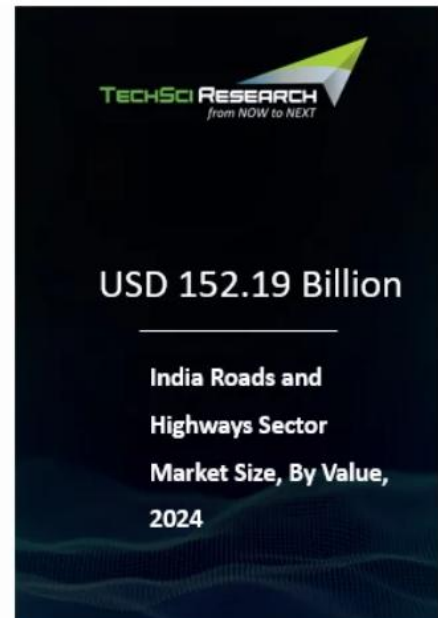 TECHSCI RESEARCH
from NOW to NEXT
USD 152.19 Billion
India Roads and
Highways Sector
Market Size, By Value,
2024